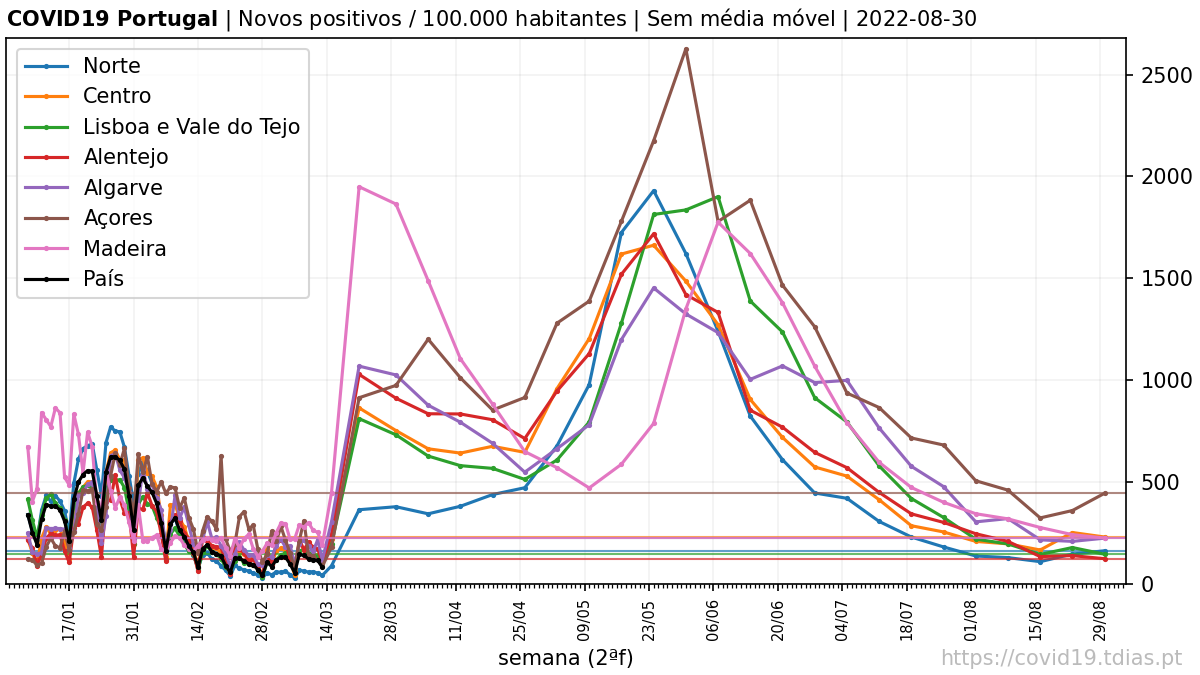 COVID19 Portugal | Novos positivos / 100.000 habitantes | Sem média móvel | 2022-08-30
Norte
Centro
Lisboa e Vale do Tejo
Alentejo
Algarve
Açores
Madeira
País
2500
2000
1500
1000
500
0
17/01
31/01
14/02
28/02
14/03
28/03
11/04
25/04
09/05
23/05
06/06
20/06
04/07
18/07
01/08
15/08
29/08
semana (2ªf)
https://covid19.tdias.pt